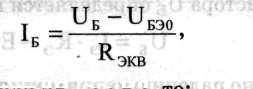 I_Б = (U_Б – U_БЭ0) / R_ЭКВ,